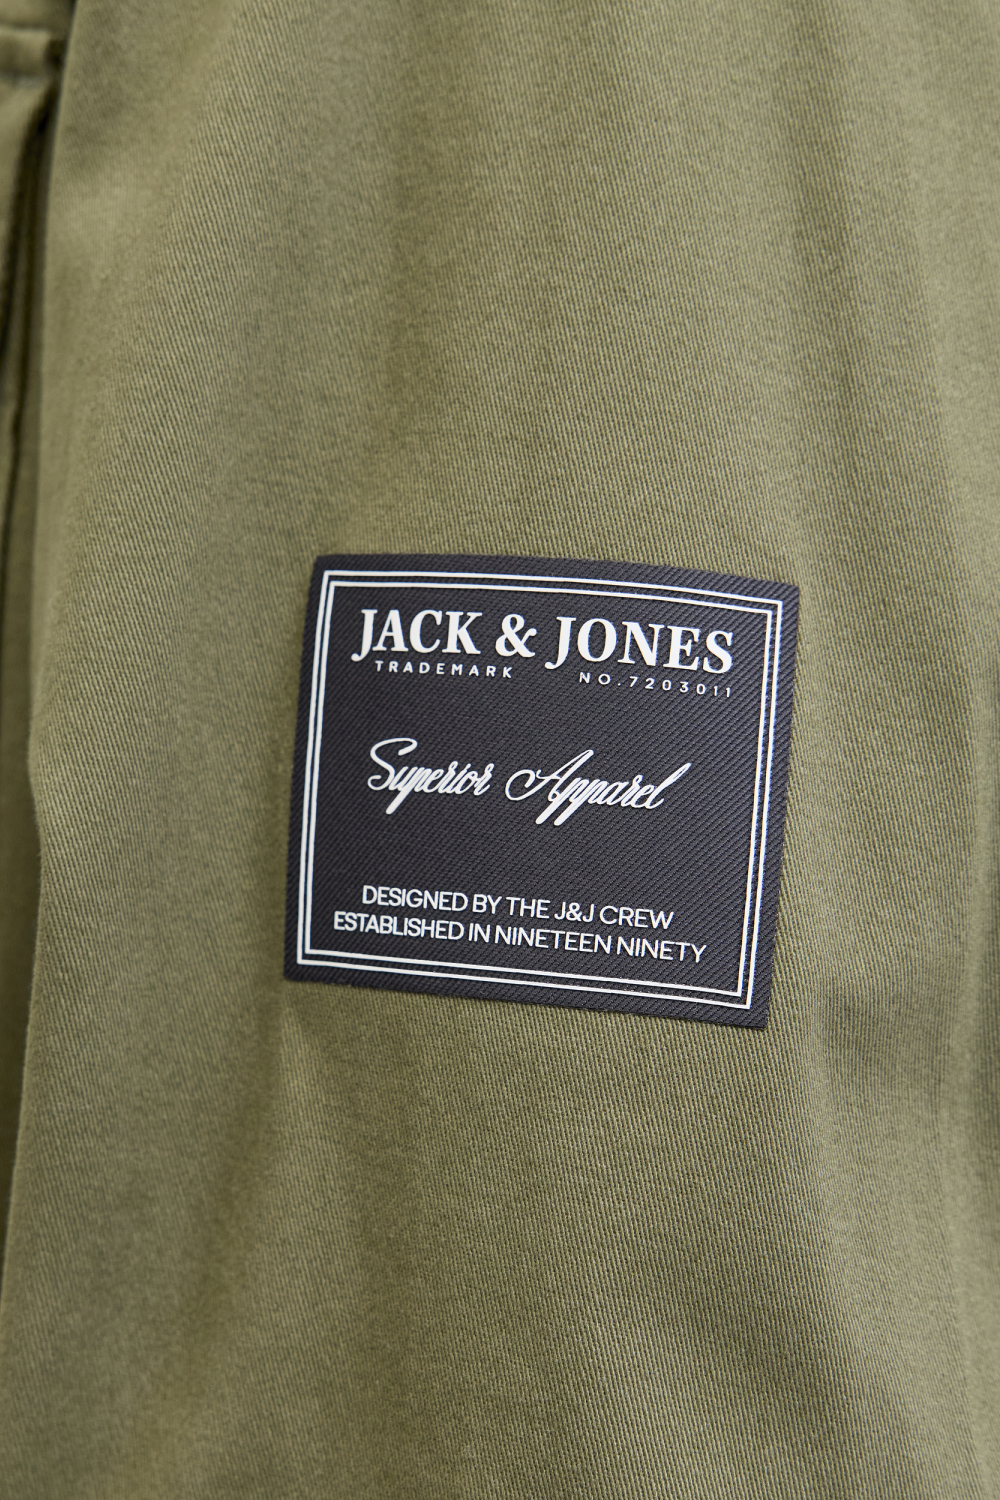 JACK & JONES
TRADEMARK NO.7203011
Superior Apparel
DESIGNED BY THE J&J CREW
ESTABLISHED IN NINETEEN NINETY